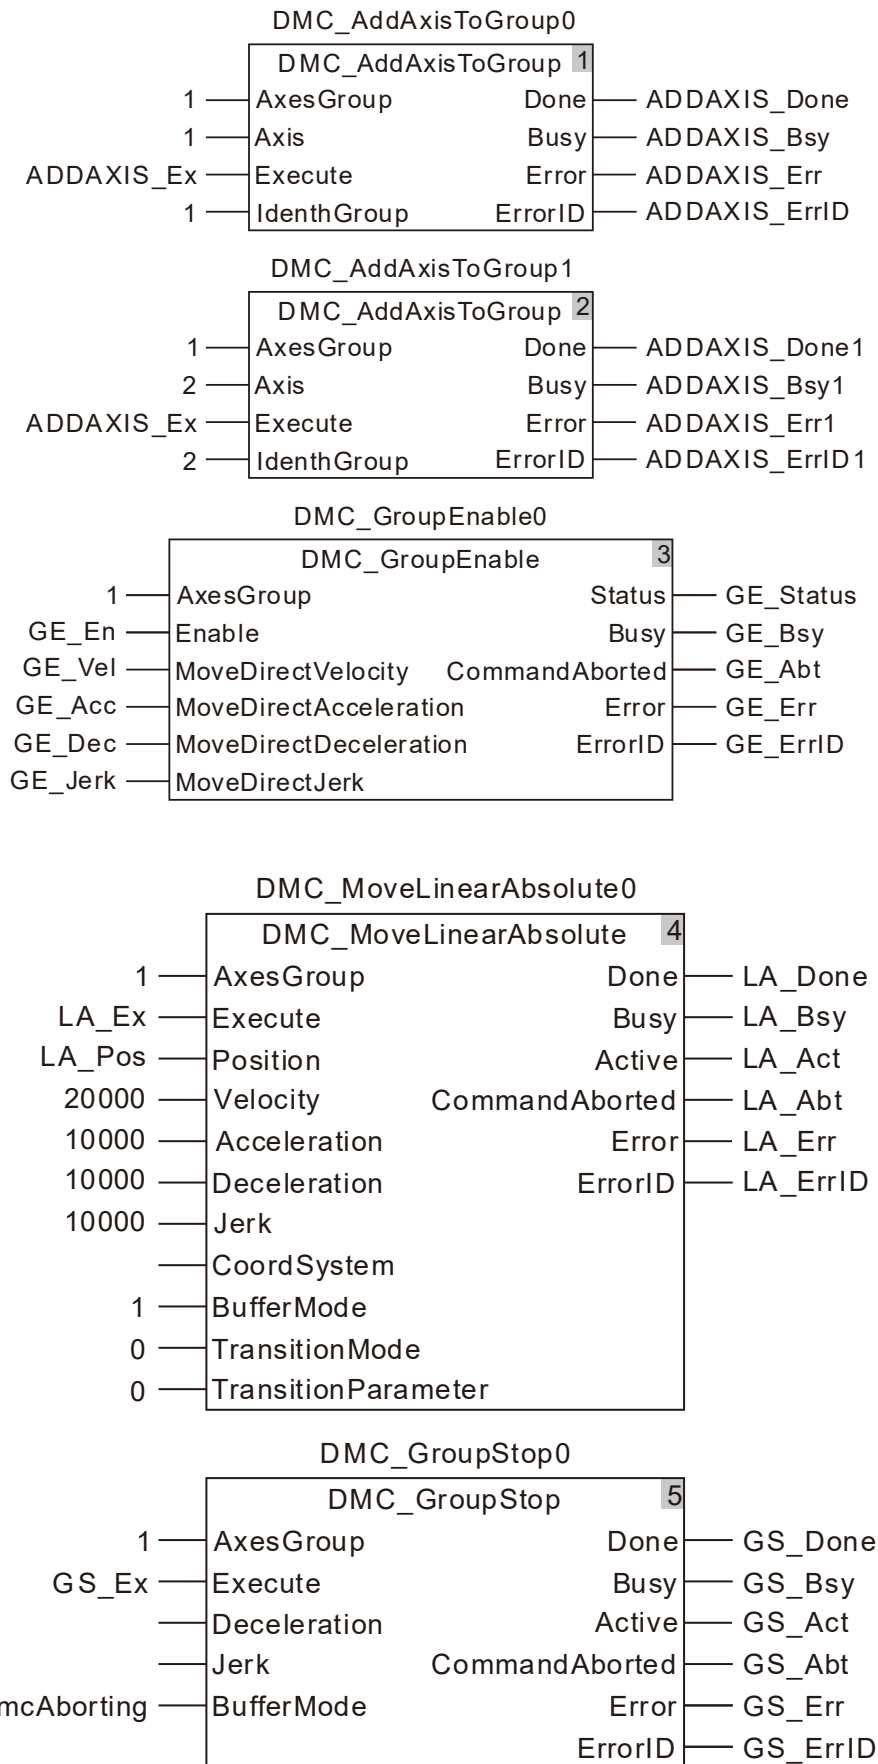 DMC_AddAxisToGroup0
DMC_AddAxisToGroup 1
1 AxesGroup Done ADDAXIS_Done
1 Axis Busy ADDAXIS_Bsy
ADDAXIS_Ex Execute Error ADDAXIS_Err
1 IdenthGroup ErrorID ADDAXIS_ErrID
DMC_AddAxisToGroup1
DMC_AddAxisToGroup 2
1 AxesGroup Done ADDAXIS_Done1
2 Axis Busy ADDAXIS_Bsy1
ADDAXIS_Ex Execute Error ADDAXIS_Err1
2 IdenthGroup ErrorID ADDAXIS_ErrID1
DMC_GroupEnable0
DMC_GroupEnable 3
1 AxesGroup Status GE_Status
GE_En Enable Busy GE_Bsy
GE_Vel MoveDirectVelocity CommandAborted GE_Abt
GE_Acc MoveDirectAcceleration Error GE_Err
GE_Dec MoveDirectDeceleration ErrorID GE_ErrID
GE_Jerk MoveDirectJerk
DMC_MoveLinearAbsolute0
DMC_MoveLinearAbsolute 4
1 AxesGroup Done LA_Done
LA_Ex Execute Busy LA_Bsy
LA_Pos Position Active LA_Act
20000 Velocity CommandAborted LA_Abt
10000 Acceleration Error LA_Err
10000 Deceleration ErrorID LA_ErrID
10000 Jerk
CoordSystem
1 BufferMode
0 TransitionMode
0 TransitionParameter
DMC_GroupStop0
DMC_GroupStop 5
1 AxesGroup Done GS_Done
GS_Ex Execute Busy GS_Bsy
Deceleration Active GS_Act
Jerk CommandAborted GS_Abt
mcAborting BufferMode Error GS_Err
ErrorID GS_ErrID